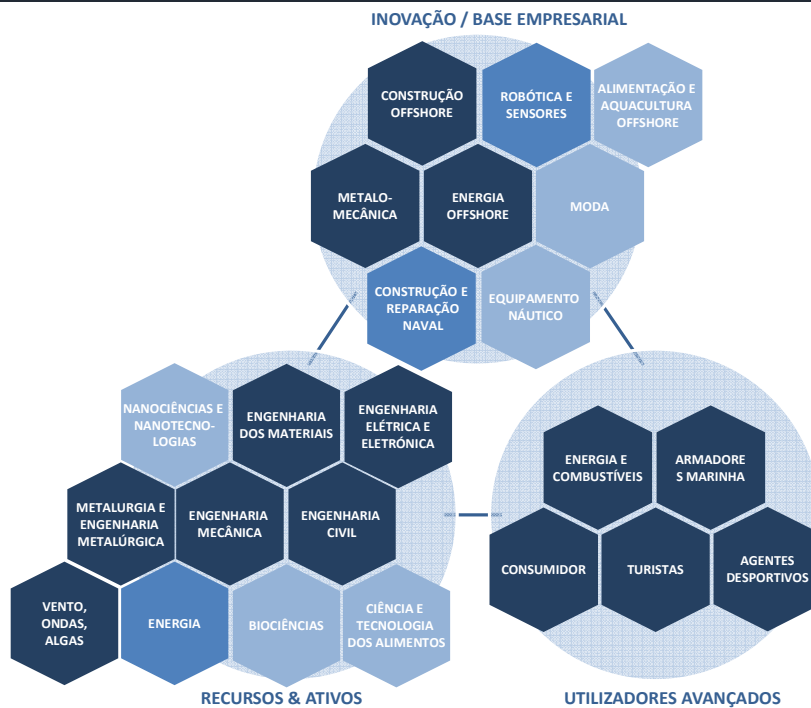 INOVAÇÃO / BASE EMPRESARIAL
CONSTRUÇÃO
OFFSHORE
ROBÓTICA E
SENSORES
ALIMENTAÇÃO E
AQUACULTURA
OFFSHORE
METALO-
MECÂNICA
ENERGIA
OFFSHORE
MODA
CONSTRUÇÃO E
REPARAÇÃO
NAVAL
EQUIPAMENTO
NÁUTICO
NANOCIÊNCIAS E
NANOTECNO-
LOGIAS
ENGENHARIA
DOS MATERIAIS
ENGENHARIA
ELÉTRICA E
ELETRÓNICA
METALURGIA E
ENGENHARIA
METALÚRGICA
ENGENHARIA
MECÂNICA
ENGENHARIA
CIVIL
VENTO,
ONDAS,
ALGAS
ENERGIA
BIOCIÊNCIAS
CIÊNCIA E
TECNOLOGIA
DOS ALIMENTOS
RECURSOS & ATIVOS
ENERGIA E
COMBUSTÍVEIS
ARMADORE
S MARINHA
CONSUMIDOR
TURISTAS
AGENTES
DESPORTIVOS
UTILIZADORES AVANÇADOS